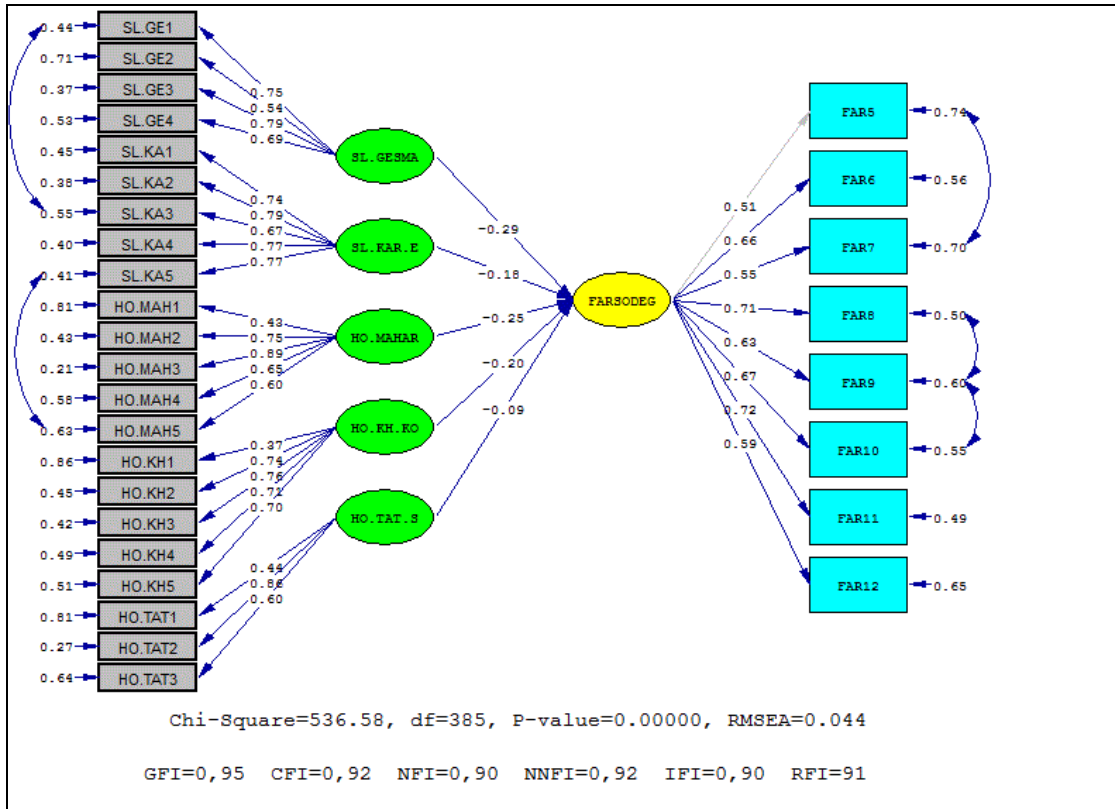 0.44 SL.GE1
0.71 SL.GE2
0.37 SL.GE3
0.53 SL.GE4
0.45 SL.KA1
0.38 SL.KA2
0.55 SL.KA3
0.40 SL.KA4
0.41 SL.KA5
0.81 HO.MAH1
0.43 HO.MAH2
0.21 HO.MAH3
0.58 HO.MAH4
0.63 HO.MAH5
0.86 HO.KH1
0.45 HO.KH2
0.42 HO.KH3
0.49 HO.KH4
0.51 HO.KH5
0.81 HO.TAT1
0.27 HO.TAT2
0.64 HO.TAT3
0.75
0.54
0.79
0.69
0.74
0.79
0.67
0.77
0.77
0.43
0.75
0.89
0.65
0.60
0.37
0.74
0.76
0.71
0.70
0.44
0.86
0.60
SL.GESMA
SL.KAR.E
HO.MAHAR
HO.KH.KO
HO.TAT.S
-0.29
-0.18
-0.25
-0.20
-0.09
FARSODEG
0.51
0.66
0.55
0.71
0.63
0.67
0.72
0.59
FAR5 0.74
FAR6 0.56
FAR7 0.70
FAR8 0.50
FAR9 0.60
FAR10 0.55
FAR11 0.49
FAR12 0.65
Chi-Square=536.58, df=385, P-value=0.00000, RMSEA=0.044
GFI=0,95 CFI=0,92 NFI=0,90 NNFI=0,92 IFI=0,90 RFI=91